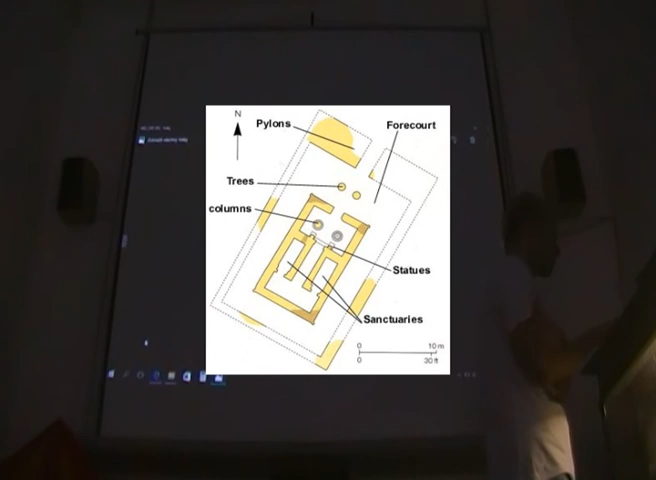 N
Pylons
Forecourt
Trees
columns
Statues
Sanctuaries
0 10 m
0 30 ft